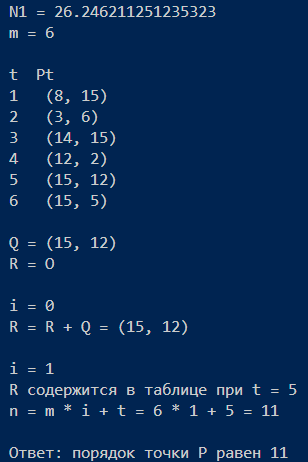 N1 = 26.246211251235323
m = 6
t  Pt
1   (8, 15)
2   (3, 6)
3   (14, 15)
4   (12, 2)
5   (15, 12)
6   (15, 5)
Q = (15, 12)
R = O
i = 0
R = R + Q = (15, 12)
i = 1
R содержится в таблице при t = 5
n = m * i + t = 6 * 1 + 5 = 11
Ответ: порядок точки P равен 11